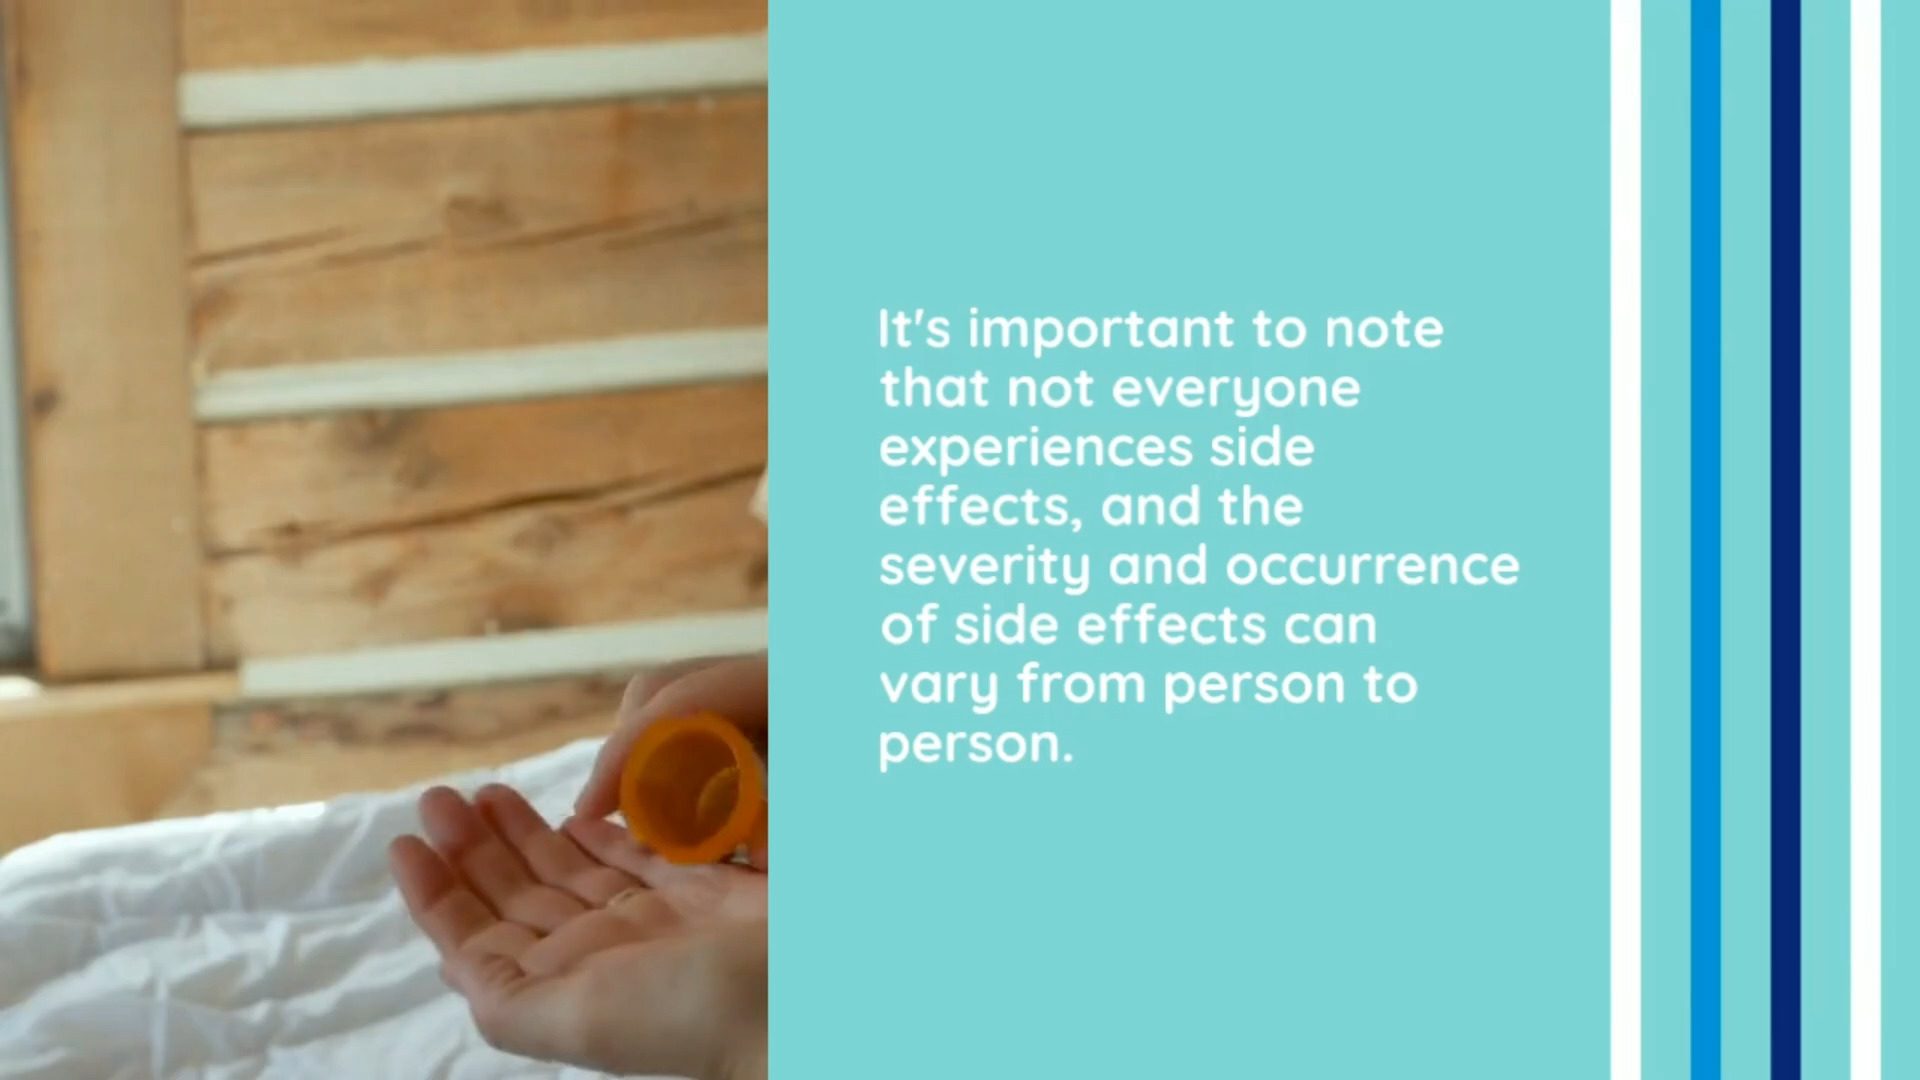 It's important to note
that not everyone
experiences side
effects, and the
severity and occurrence
of side effects can
vary from person to
person.